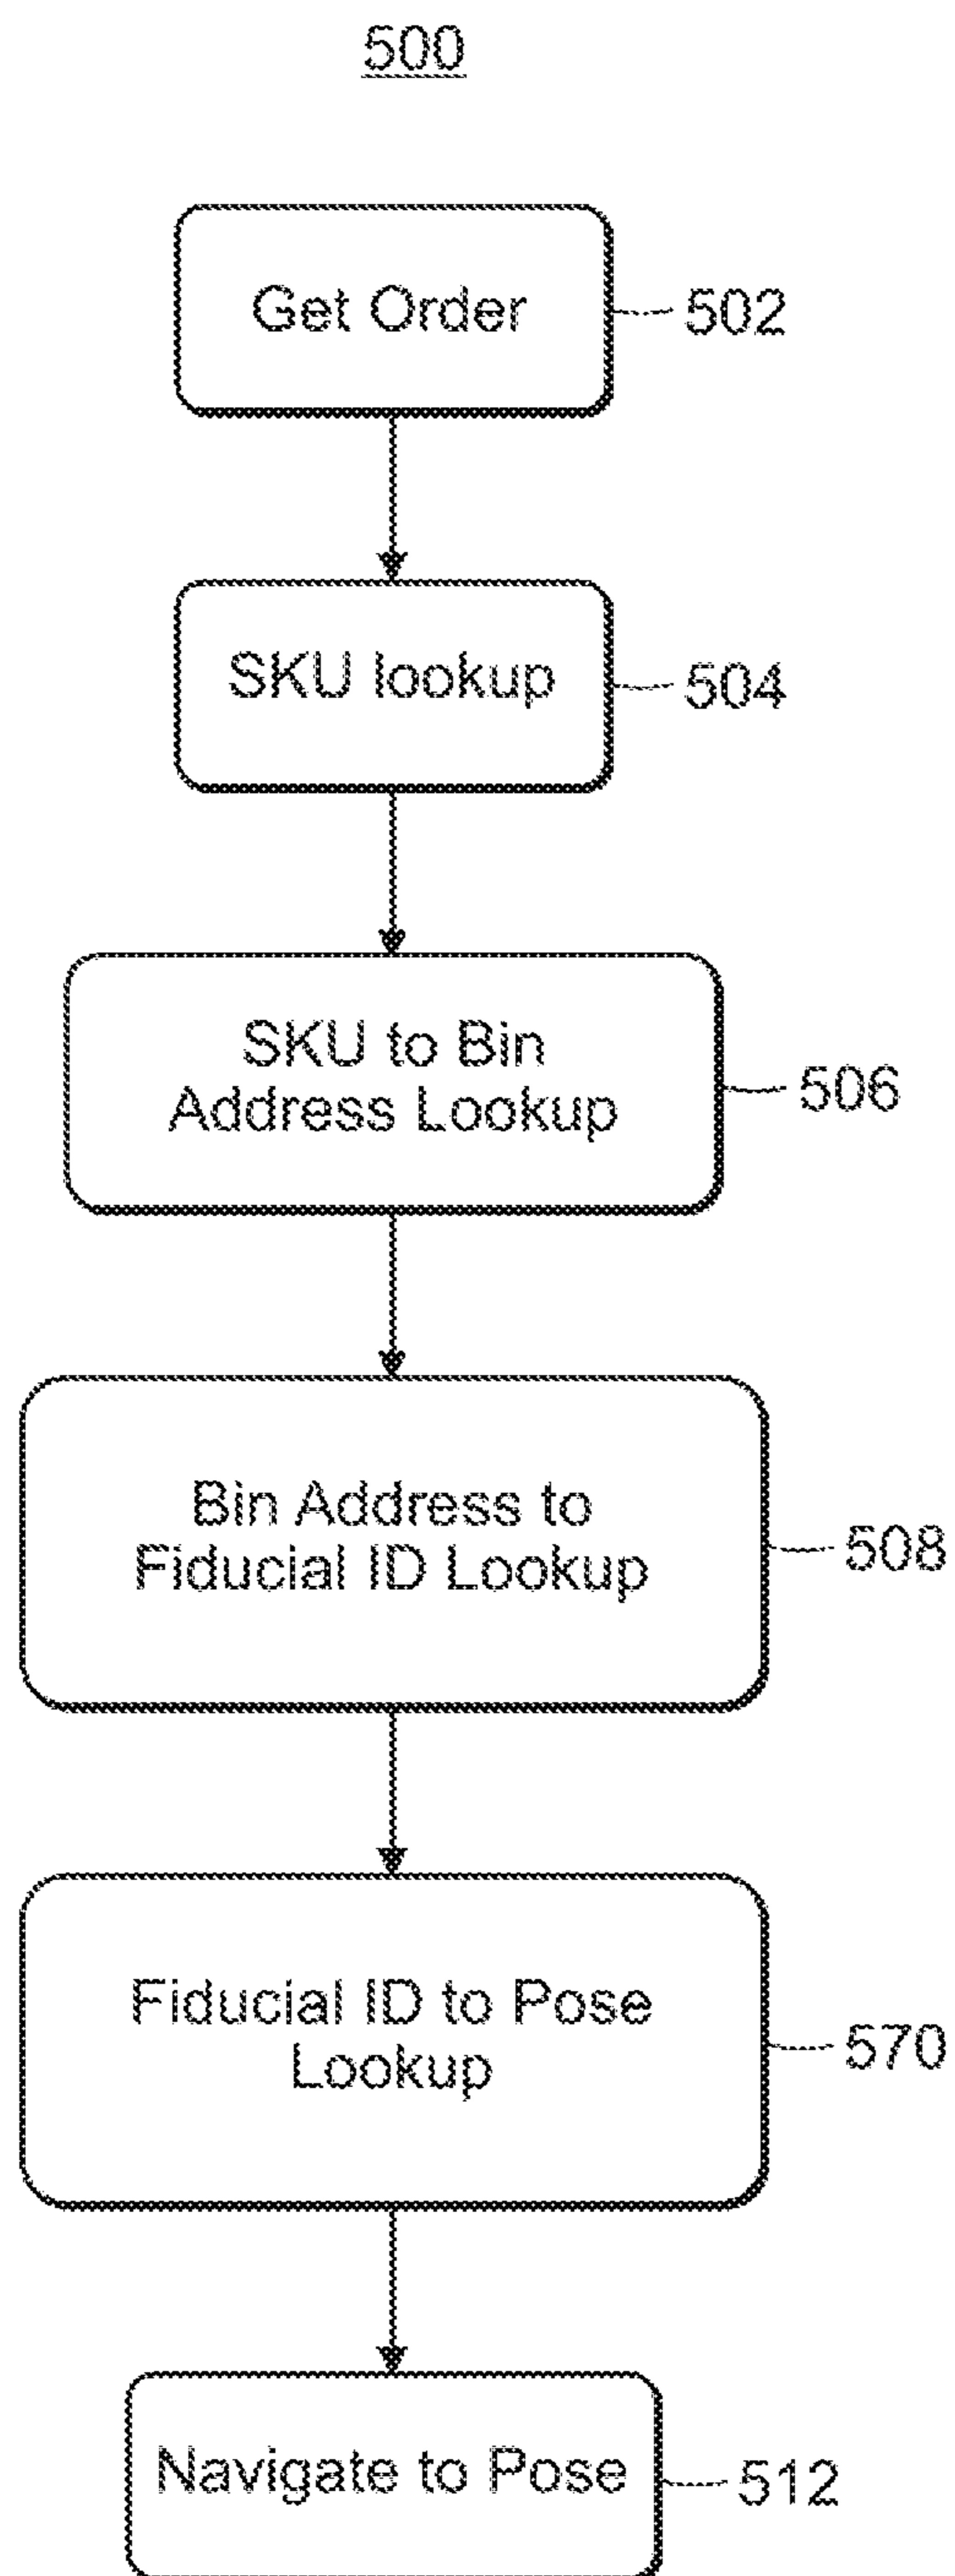 500
Get Order
502
SKU lookup
504
SKU to Bin
Address Lookup
506
Bin Address to
Fiducial ID Lookup
508
Fiducial ID to Pose
Lookup
570
Navigate to Pose
512